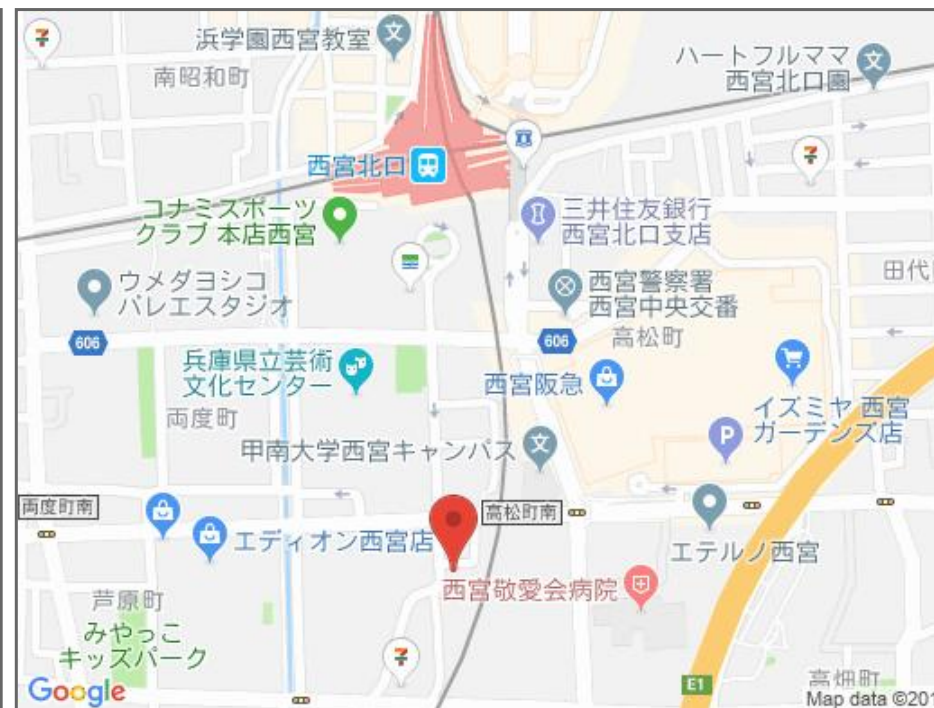 浜学園西宮教室
南昭和町
ハートフルママ
西宮北口園
西宮北口
コナミスポーツ
クラブ 本店西宮
三井住友銀行
西宮北口支店
ウメダヨシコ
バレエスタジオ
西宮警察署
西宮中央交番
田代
606
606
高松町
兵庫県立芸術
文化センター
西宮阪急
両度町
イズミヤ 西宮
ガーデンズ店
P
甲南大学西宮キャンパス
両度町南
高松町南
エディオン西宮店
エテルノ西宮
西宮敬愛会病院
芦原町
みやっこ
キッズパーク
Google
E1
高畑町
Map data ©201